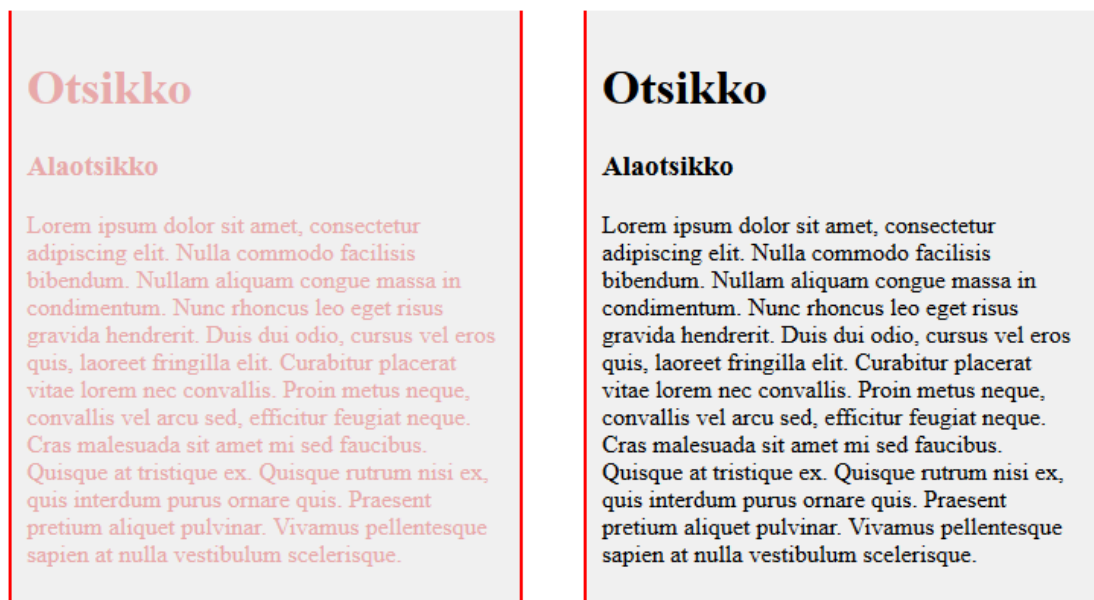 Otsikko
Alaotsikko
Lorem ipsum dolor sit amet, consectetur
adipiscing elit. Nulla commodo facilisis
bibendum. Nullam aliquam congue massa in
condimentum. Nunc rhoncus leo eget risus
gravida hendrerit. Duis dui odio, cursus vel eros
quis, laoreet fringilla elit. Curabitur placerat
vitae lorem nec convallis. Proin metus neque,
convallis vel arcu sed, efficitur feugiat neque.
Cras malesuada sit amet mi sed faucibus.
Quisque at tristique ex. Quisque rutrum nisi ex,
quis interdum purus ornare quis. Praesent
pretium aliquet pulvinar. Vivamus pellentesque
sapien at nulla vestibulum scelerisque.
Otsikko
Alaotsikko
Lorem ipsum dolor sit amet, consectetur
adipiscing elit. Nulla commodo facilisis
bibendum. Nullam aliquam congue massa in
condimentum. Nunc rhoncus leo eget risus
gravida hendrerit. Duis dui odio, cursus vel eros
quis, laoreet fringilla elit. Curabitur placerat
vitae lorem nec convallis. Proin metus neque,
convallis vel arcu sed, efficitur feugiat neque.
Cras malesuada sit amet mi sed faucibus.
Quisque at tristique ex. Quisque rutrum nisi ex,
quis interdum purus ornare quis. Praesent
pretium aliquet pulvinar. Vivamus pellentesque
sapien at nulla vestibulum scelerisque.